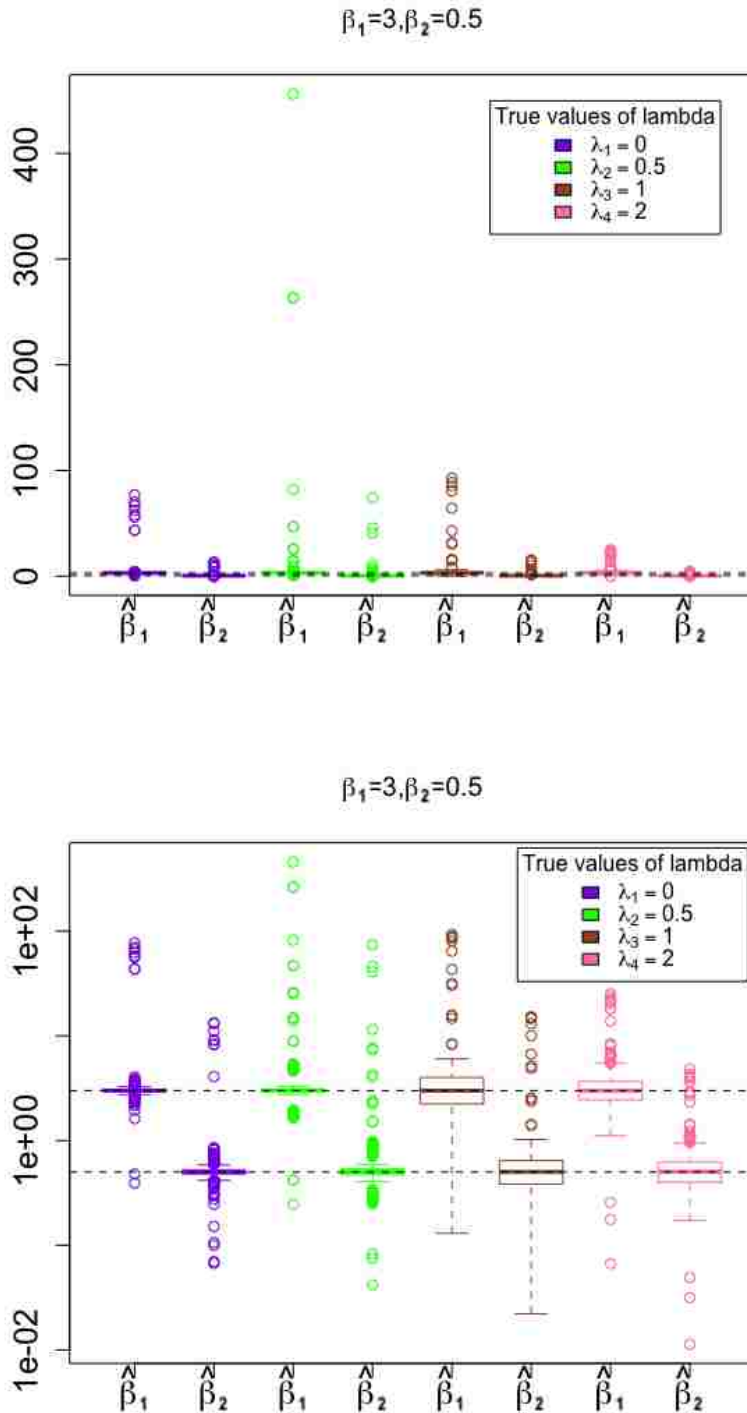 β₁=3,β₂=0.5
True values of lambda
λ₁ = 0
λ₂ = 0.5
λ₃ = 1
λ₄ = 2
400
300
200
100
0
β̂₁ β̂₂ β̂₁ β̂₂ β̂₁ β̂₂ β̂₁ β̂₂
β₁=3,β₂=0.5
True values of lambda
λ₁ = 0
λ₂ = 0.5
λ₃ = 1
λ₄ = 2
1e+02
1e+00
1e-02
β̂₁ β̂₂ β̂₁ β̂₂ β̂₁ β̂₂ β̂₁ β̂₂